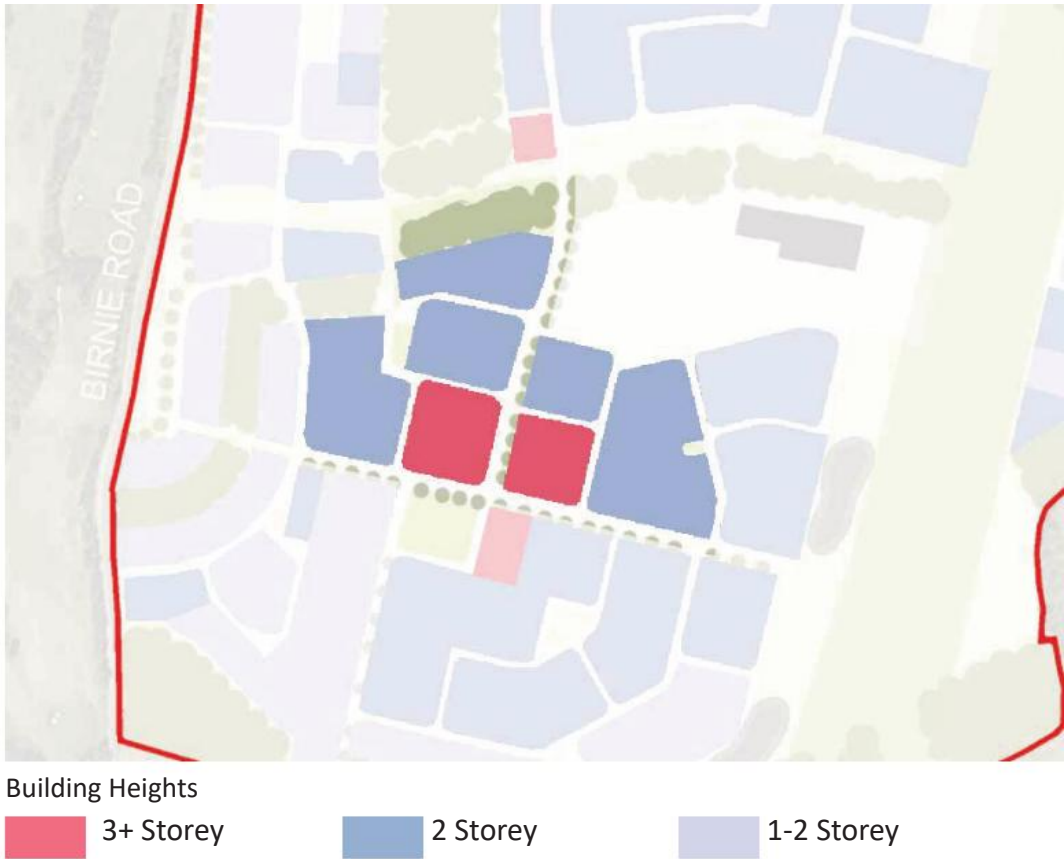 BIRNIE ROAD
Building Heights
3+ Storey
2 Storey
1-2 Storey